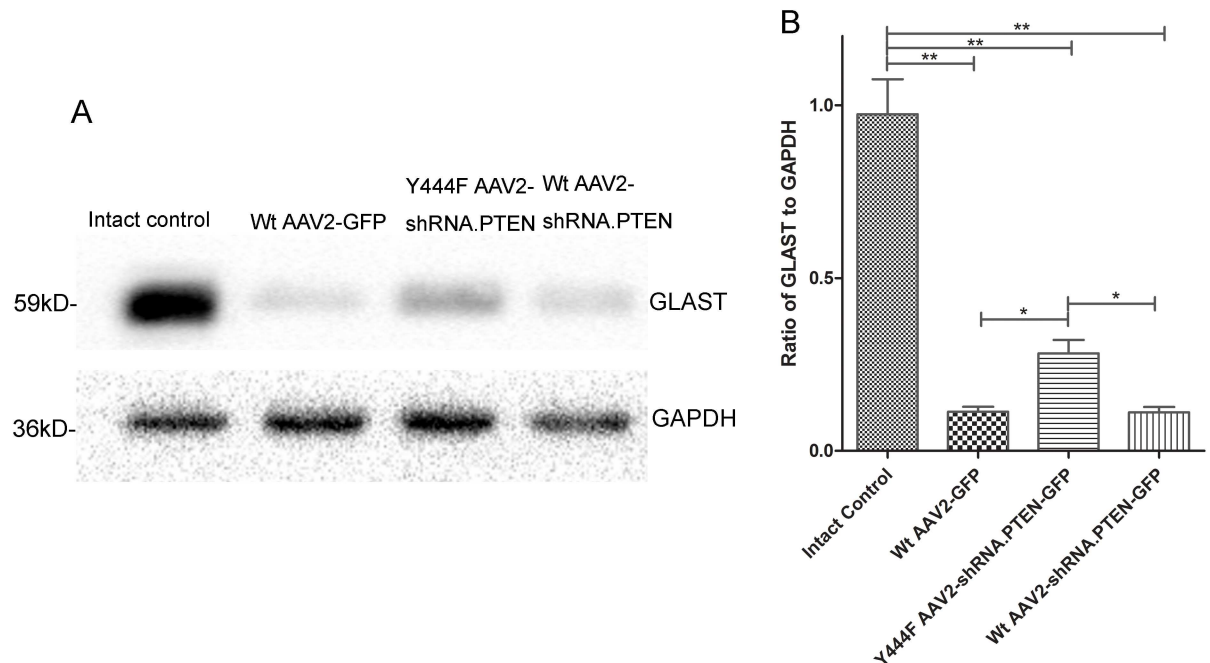 A
Y444F AAV2- Wt AAV2-
Intact control Wt AAV2-GFP shRNA.PTEN shRNA.PTEN
59kD- GLAST
36kD- GAPDH
B
**
**
**
Ratio of GLAST to GAPDH
1.0
0.5
0.0
*
*
Intact Control
Wt AAV2-GFP
Y444F AAV2-shRNA.PTEN-GFP
Wt AAV2-shRNA.PTEN-GFP